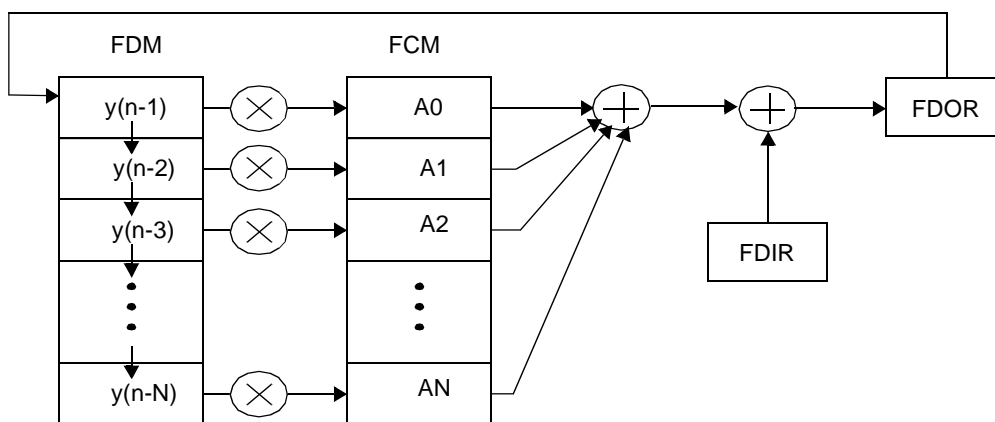 FDM
FCM
y(n-1)
A0
FDOR
y(n-2)
A1
y(n-3)
A2
FDIR
y(n-N)
AN